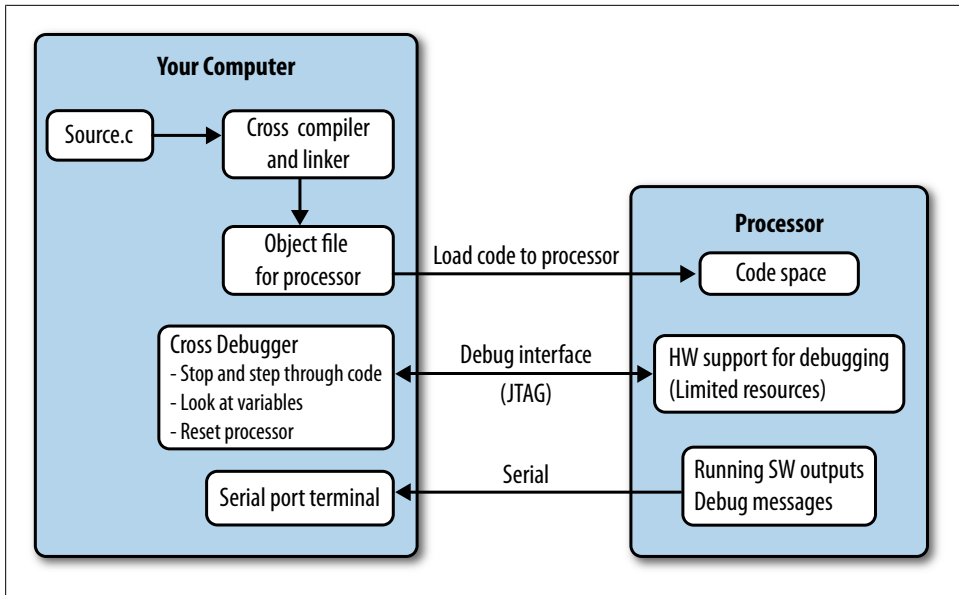 Your Computer
Source.c
Cross compiler
and linker
Object file
for processor
Cross Debugger
- Stop and step through code
- Look at variables
- Reset processor
Serial port terminal
Load code to processor
Debug interface
(JTAG)
Serial
Processor
Code space
HW support for debugging
(Limited resources)
Running SW outputs
Debug messages